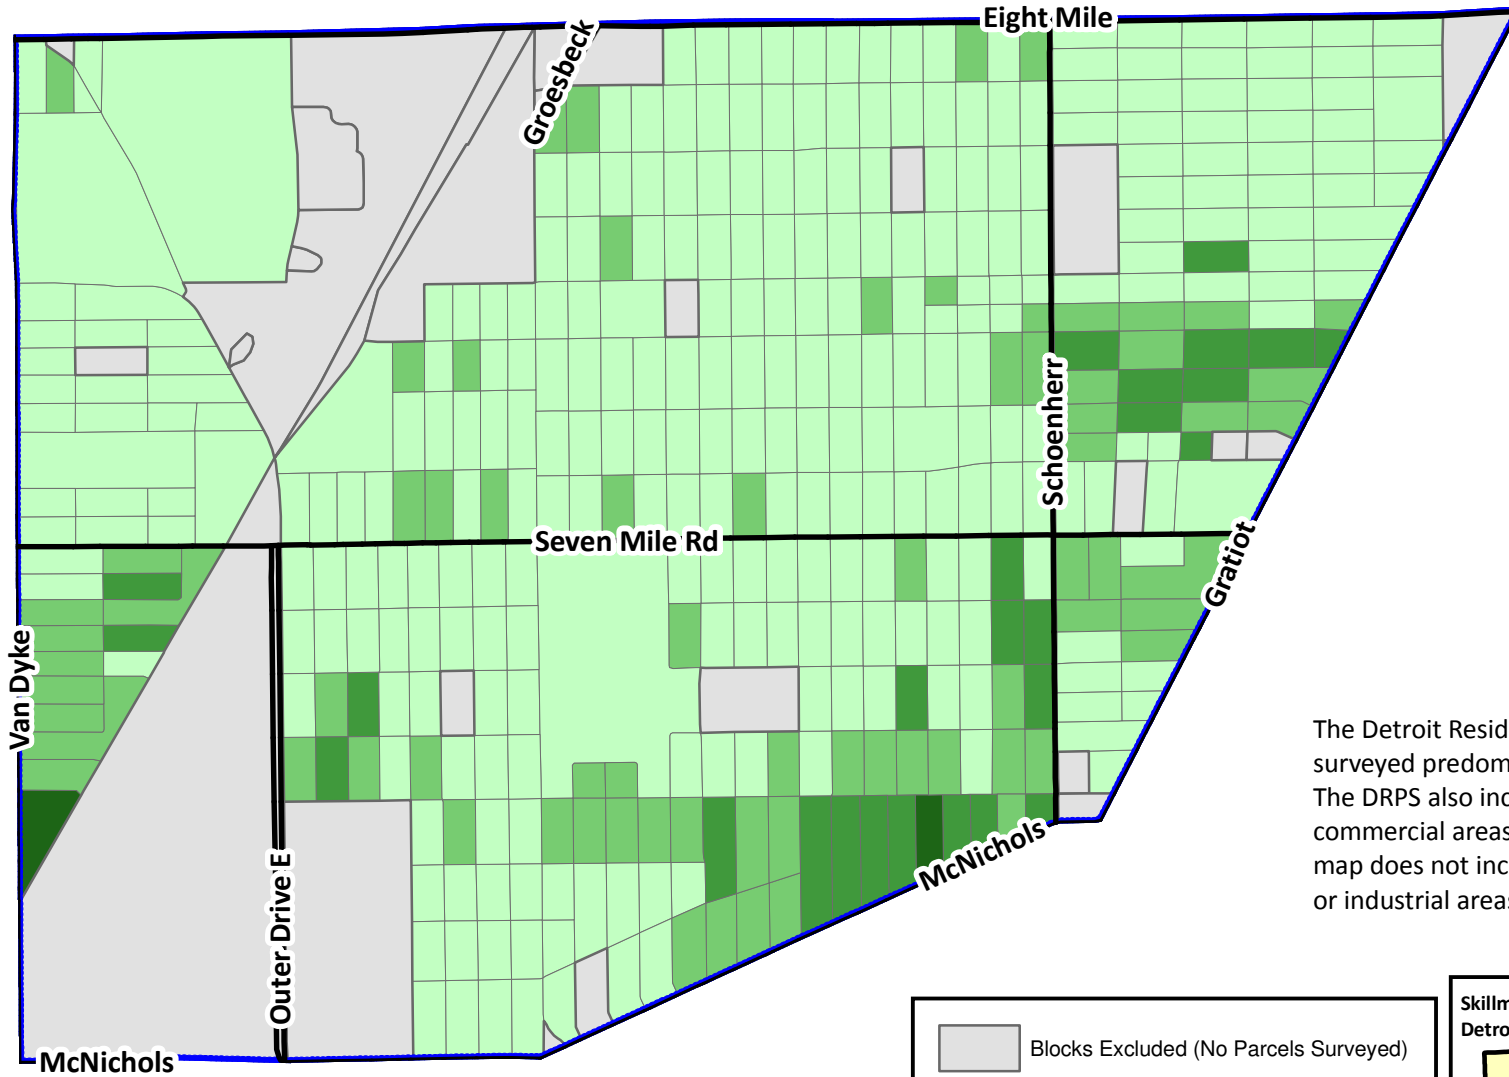 Eight Mile
Groesbeck
Schoenherr
Seven Mile Rd
Gratiot
Van Dyke
Outer Drive E
McNichols
McNichols
The Detroit Resid
surveyed predom
The DRPS also inc
commercial areas
map does not inc
or industrial areas
Blocks Excluded (No Parcels Surveyed)
Skillm
Detro